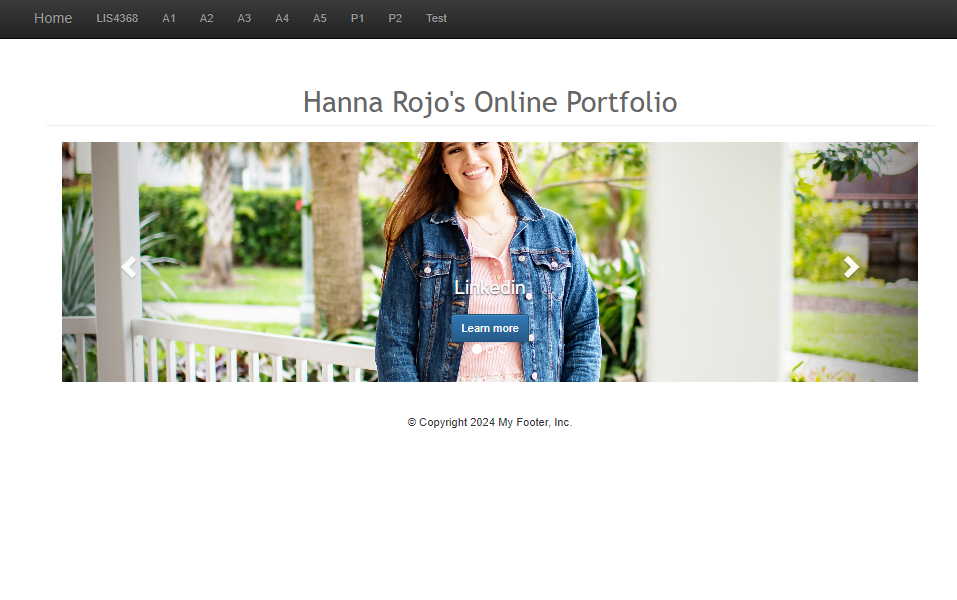 Home LIS4368 A1 A2 A3 A4 A5 P1 P2 Test
Hanna Rojo's Online Portfolio
Linkedin
Learn more
© Copyright 2024 My Footer, Inc.